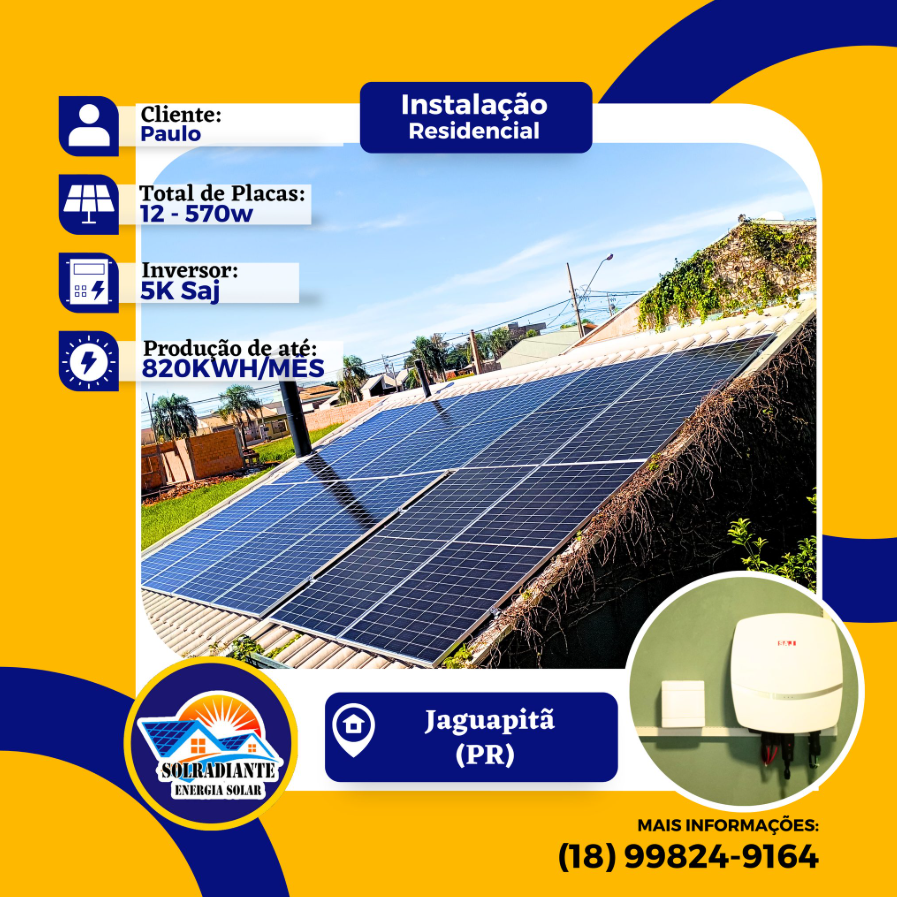 Instalação
Residencial
Cliente:
Paulo
Total de Placas:
12 - 570w
Inversor:
5K Saj
Produção de até:
820KWH/MÊS
SAJ
Jaguapitã
(PR)
SOLRADIANTE
ENERGIA SOLAR
MAIS INFORMAÇÕES:
(18) 99824-9164